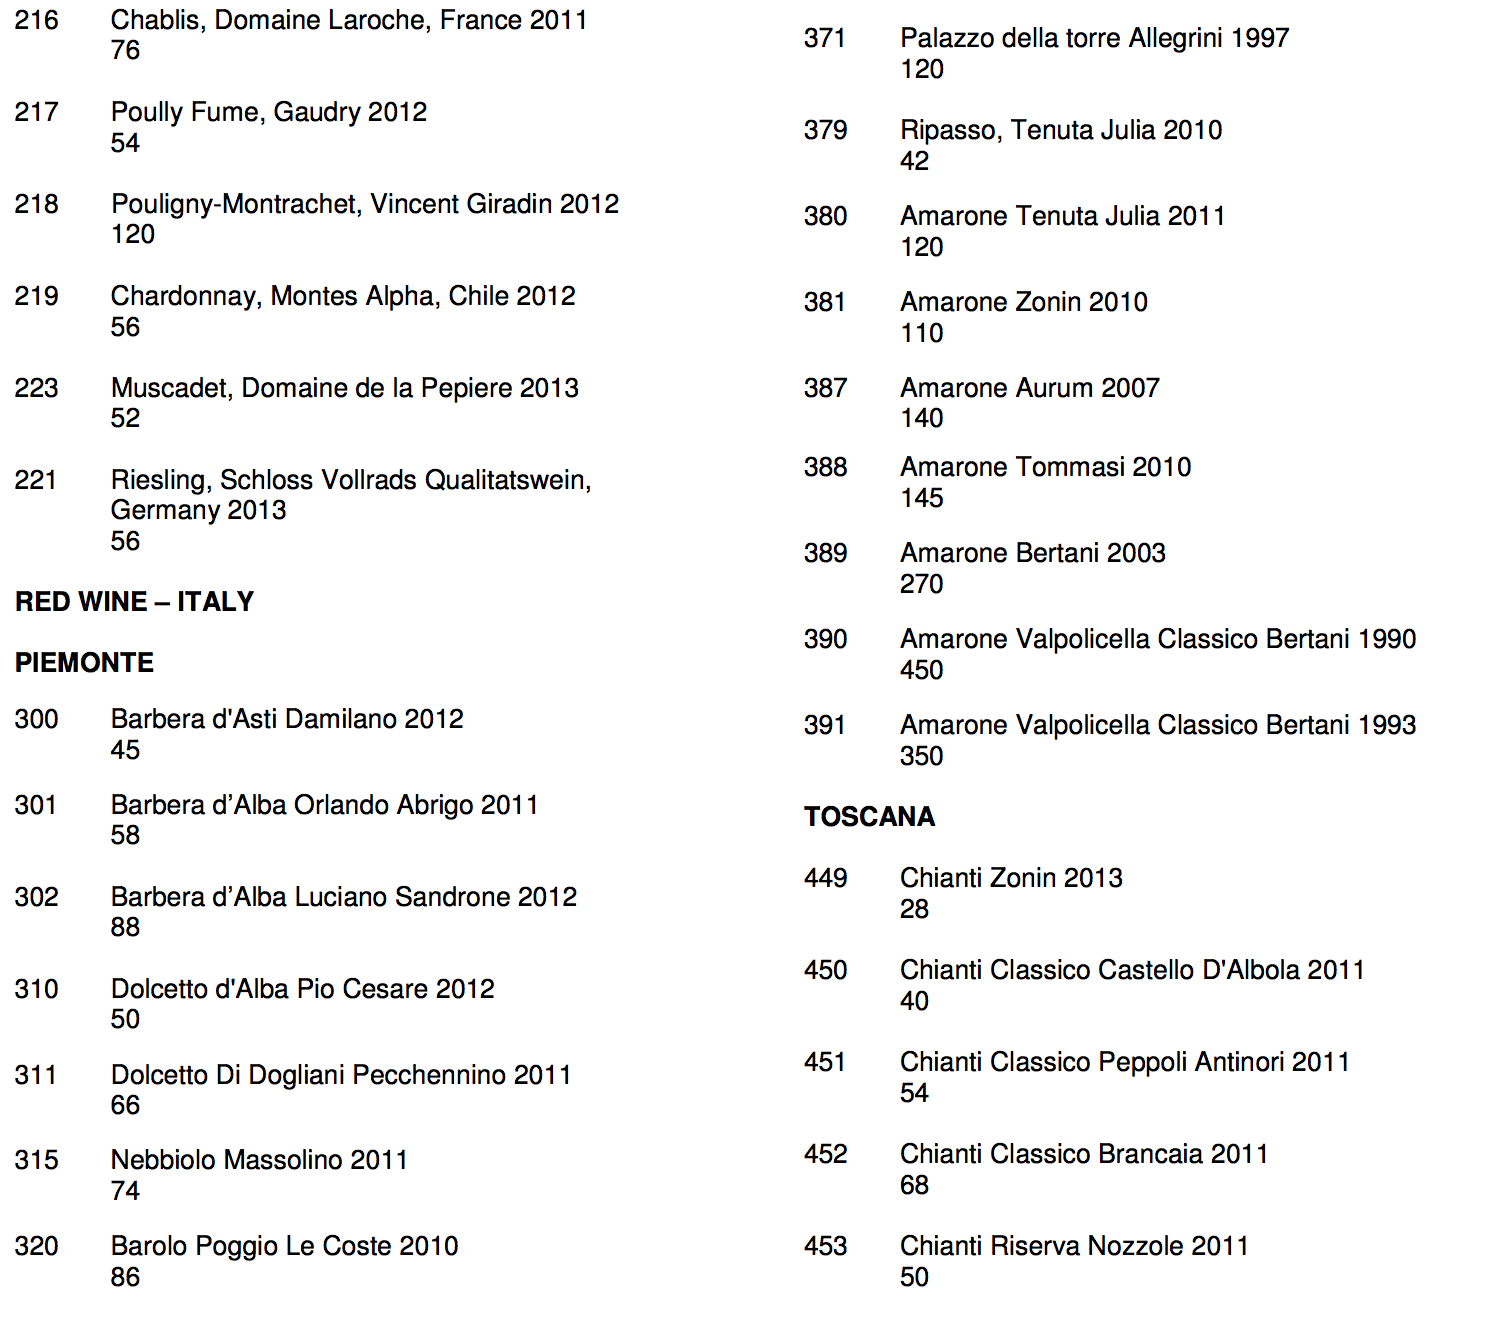 216 Chablis, Domaine Laroche, France 2011
76
217 Poully Fume, Gaudry 2012
54
218 Pouligny-Montrachet, Vincent Giradin 2012
120
219 Chardonnay, Montes Alpha, Chile 2012
56
223 Muscadet, Domaine de la Pepiere 2013
52
221 Riesling, Schloss Vollrads Qualitatswein,
Germany 2013
56
RED WINE – ITALY
PIEMONTE
300 Barbera d'Asti Damilano 2012
45
301 Barbera d’Alba Orlando Abrigo 2011
58
302 Barbera d’Alba Luciano Sandrone 2012
88
310 Dolcetto d'Alba Pio Cesare 2012
50
311 Dolcetto Di Dogliani Pecchennino 2011
66
315 Nebbiolo Massolino 2011
74
320 Barolo Poggio Le Coste 2010
86
371 Palazzo della torre Allegrini 1997
120
379 Ripasso, Tenuta Julia 2010
42
380 Amarone Tenuta Julia 2011
120
381 Amarone Zonin 2010
110
387 Amarone Aurum 2007
140
388 Amarone Tommasi 2010
145
389 Amarone Bertani 2003
270
390 Amarone Valpolicella Classico Bertani 1990
450
391 Amarone Valpolicella Classico Bertani 1993
350
TOSCANA
449 Chianti Zonin 2013
28
450 Chianti Classico Castello D'Albola 2011
40
451 Chianti Classico Peppoli Antinori 2011
54
452 Chianti Classico Brancaia 2011
68
453 Chianti Riserva Nozzole 2011
50